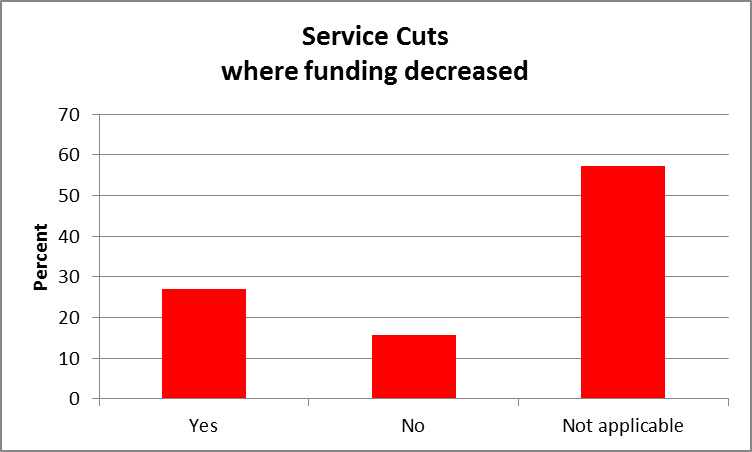 Service Cuts
where funding decreased
Percent
70
60
50
40
30
20
10
0
Yes
No
Not applicable